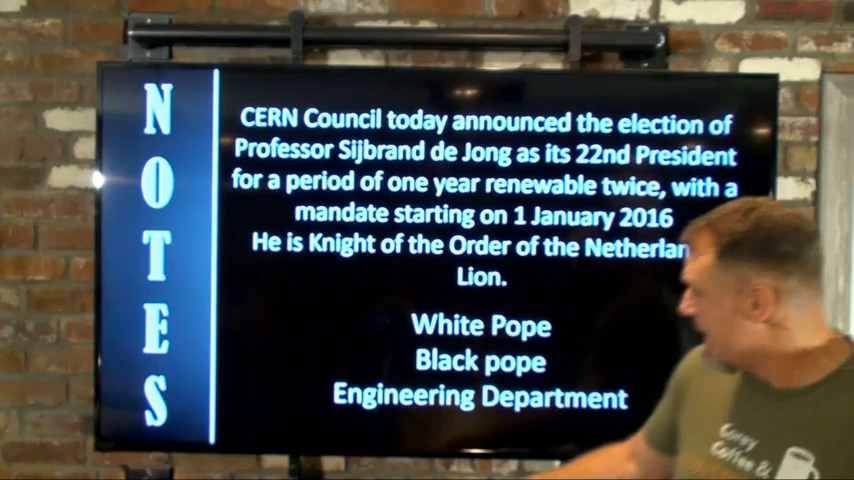 NOTES
CERN Council today announced the election of
Professor Sijbrand de Jong as its 22nd President
for a period of one year renewable twice, with a
mandate starting on 1 January 2016
He is Knight of the Order of the Netherlan
Lion.
White Pope
Black pope
Engineering Department
Coffee &